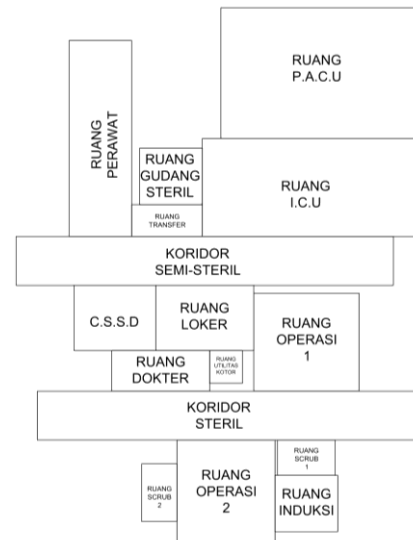 RUANG
P.A.C.U
RUANG
PERAWAT
RUANG
GUDANG
STERIL
RUANG
I.C.U
RUANG
TRANSFER
KORIDOR
SEMI-STERIL
C.S.S.D
RUANG
LOKER
RUANG
OPERASI
1
RUANG
DOKTER
RUANG
UTILITAS
KOTOR
KORIDOR
STERIL
RUANG
SCRUB
1
RUANG
SCRUB
2
RUANG
OPERASI
2
RUANG
INDUKSI